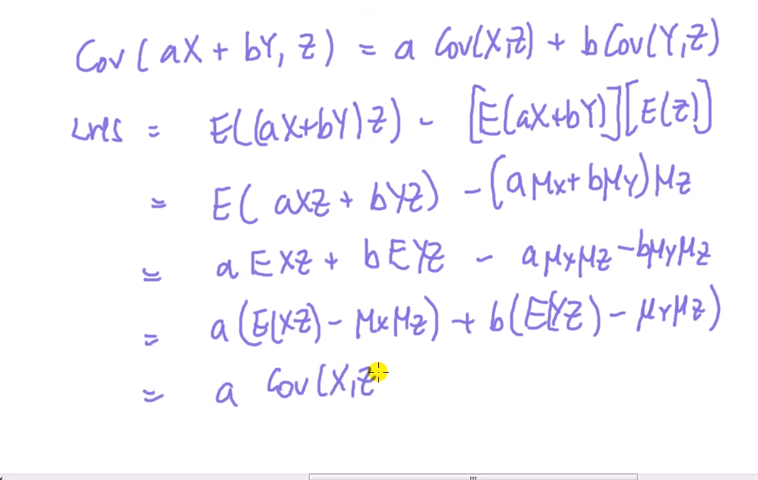 Cov(aX + bY, Z) = a Cov(X,Z) + b Cov(Y,Z)
LHS = E((aX+bY)Z) - [E(aX+bY)][E(Z)]
= E( aXZ + bYZ) - (aμx + bμy)μz
= a EXZ + b EYZ - aμxμz - bμyμz
= a(E(XZ) - μxμz) + b(E(YZ) - μyμz)
= a Cov(X,Z